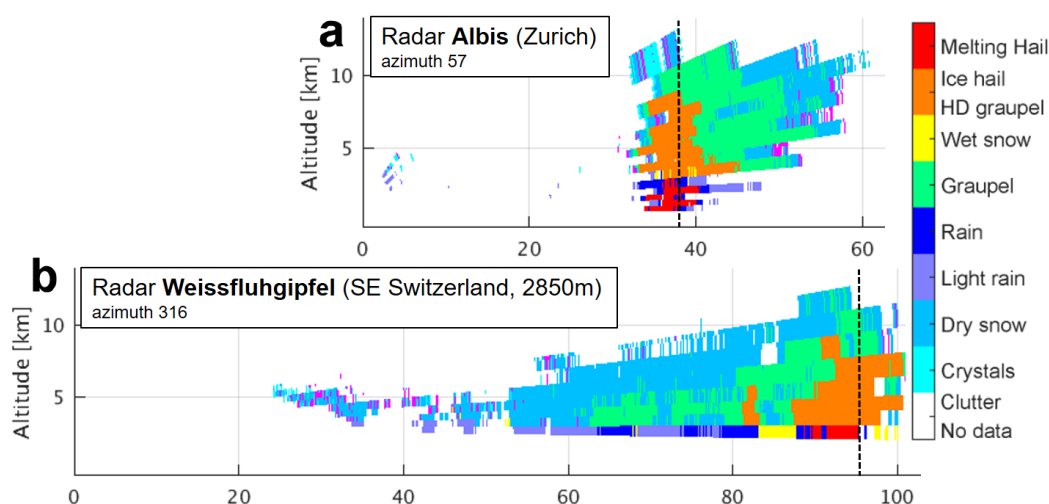 a
Radar Albis (Zurich)
azimuth 57
Altitude [km]
10
5
0
20
40
60
b
Radar Weissfluhgipfel (SE Switzerland, 2850m)
azimuth 316
Altitude [km]
10
5
0
20
40
60
80
100
Melting Hail
Ice hail
HD graupel
Wet snow
Graupel
Rain
Light rain
Dry snow
Crystals
Clutter
No data